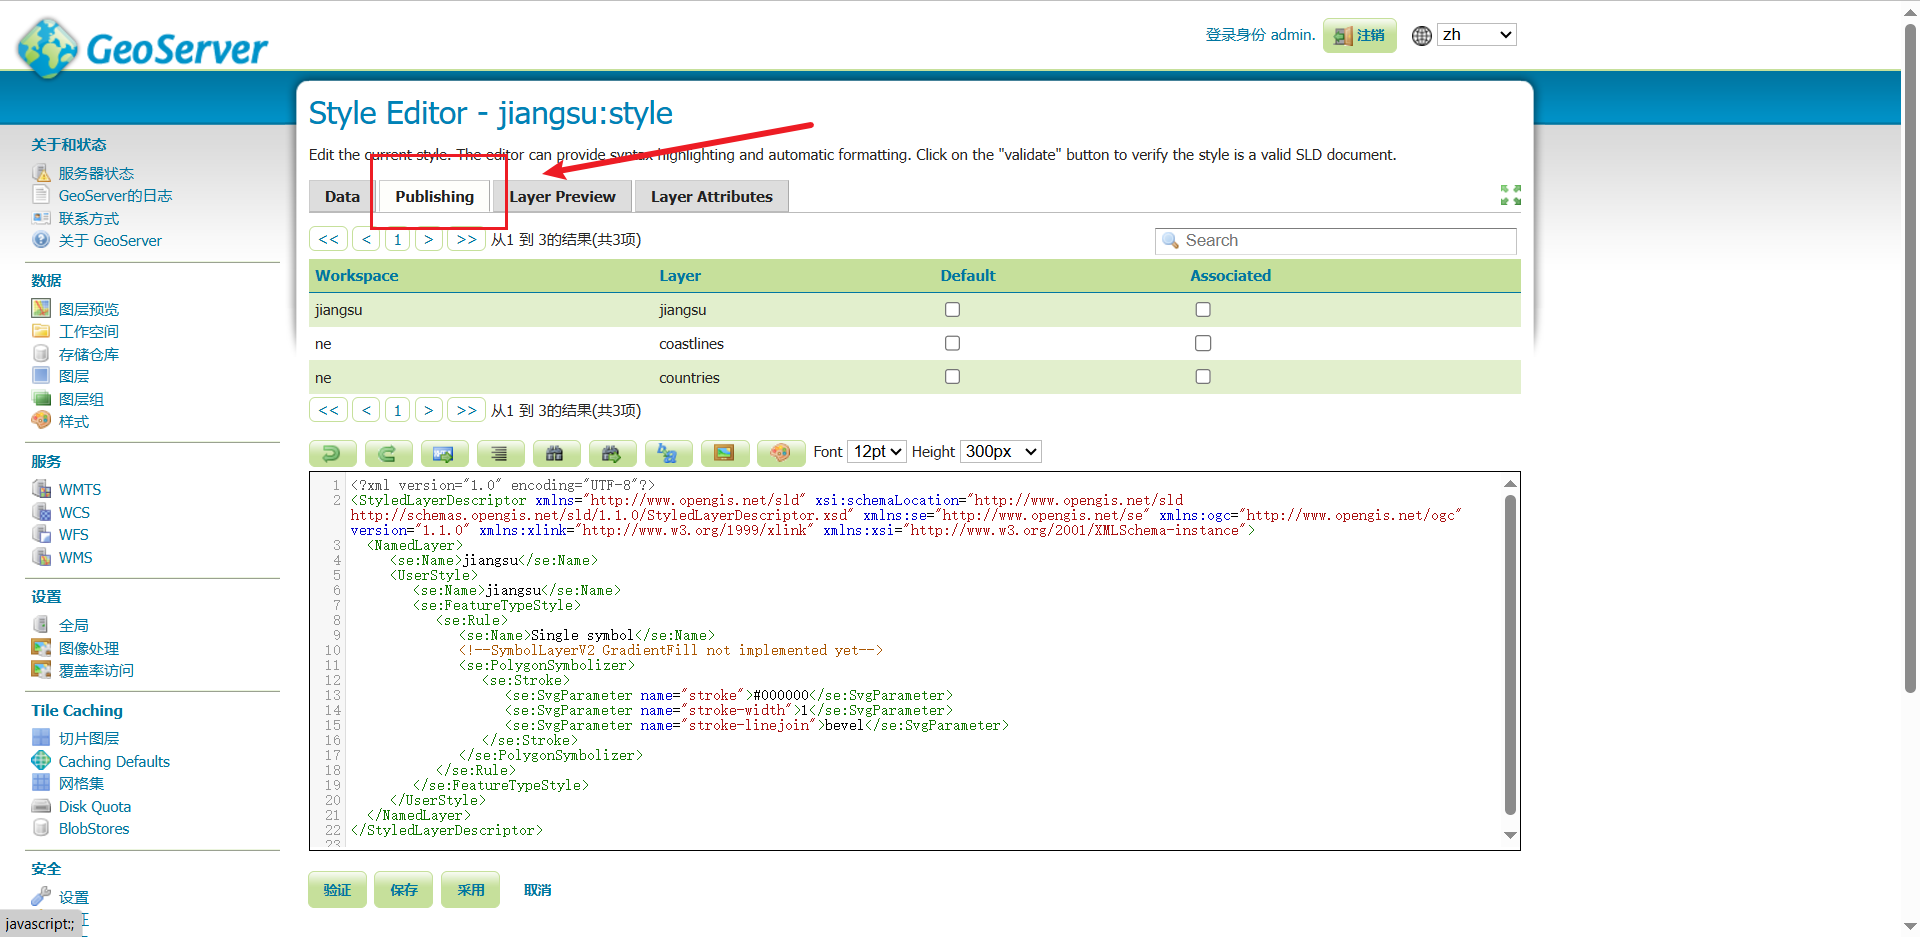 GeoServer
登录身份 admin.
注销
zh
Style Editor - jiangsu:style
Edit the current style. The editor can provide syntax highlighting and automatic formatting. Click on the "validate" button to verify the style is a valid SLD document.
Data
Publishing
Layer Preview
Layer Attributes
<< < 1 > >> 从1 到 3的结果(共3项)
Search
Workspace Layer Default Associated
jiangsu jiangsu
ne coastlines
ne countries
<< < 1 > >> 从1 到 3的结果(共3项)
Font 12pt Height 300px
1 <?xml version="1.0" encoding="UTF-8"?>
2 <StyledLayerDescriptor xmlns="http://www.opengis.net/sld" xsi:schemaLocation="http://www.opengis.net/sld
http://schemas.opengis.net/sld/1.1.0/StyledLayerDescriptor.xsd" xmlns:se="http://www.opengis.net/se" xmlns:ogc="http://www.opengis.net/ogc"
version="1.1.0" xmlns:xlink="http://www.w3.org/1999/xlink" xmlns:xsi="http://www.w3.org/2001/XMLSchema-instance">
3 <NamedLayer>
4 <se:Name>jiangsu</se:Name>
5 <UserStyle>
6 <se:Name>jiangsu</se:Name>
7 <se:FeatureTypeStyle>
8 <se:Rule>
9 <se:Name>Single symbol</se:Name>
10 <!--SymbolLayerV2 GradientFill not implemented yet-->
11 <se:PolygonSymbolizer>
12 <se:Stroke>
13 <se:SvgParameter name="stroke">#000000</se:SvgParameter>
14 <se:SvgParameter name="stroke-width">1</se:SvgParameter>
15 <se:SvgParameter name="stroke-linejoin">bevel</se:SvgParameter>
16 </se:Stroke>
17 </se:PolygonSymbolizer>
18 </se:Rule>
19 </se:FeatureTypeStyle>
20 </UserStyle>
21 </NamedLayer>
22 </StyledLayerDescriptor>
23
验证 保存 采用 取消
关于和状态
服务器状态
GeoServer的日志
联系方式
关于 GeoServer
数据
图层预览
工作空间
存储仓库
图层
图层组
样式
服务
WMTS
WCS
WFS
WMS
设置
全局
图像处理
覆盖率访问
Tile Caching
切片图层
Caching Defaults
网格集
Disk Quota
BlobStores
安全
设置
javascript:;